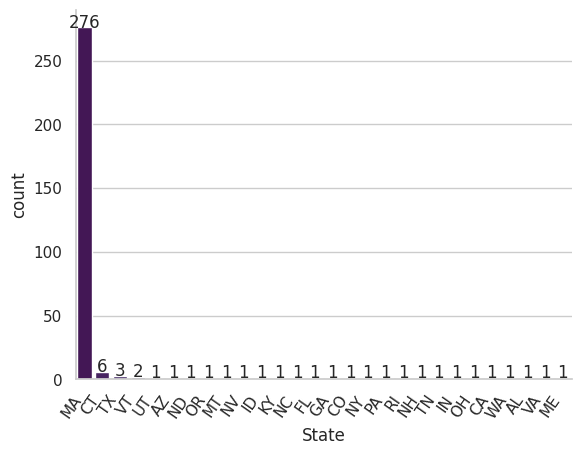 276
250
200
150
100
50
0
count
6 3 2 1 1 1 1 1 1 1 1 1 1 1 1 1 1 1 1 1 1 1 1 1 1 1 1
MA CT TX VT UT AZ ND OR MT NV ID KY NC FL GA CO NY PA RI NH TN IN OH CA WA AL VA ME
State